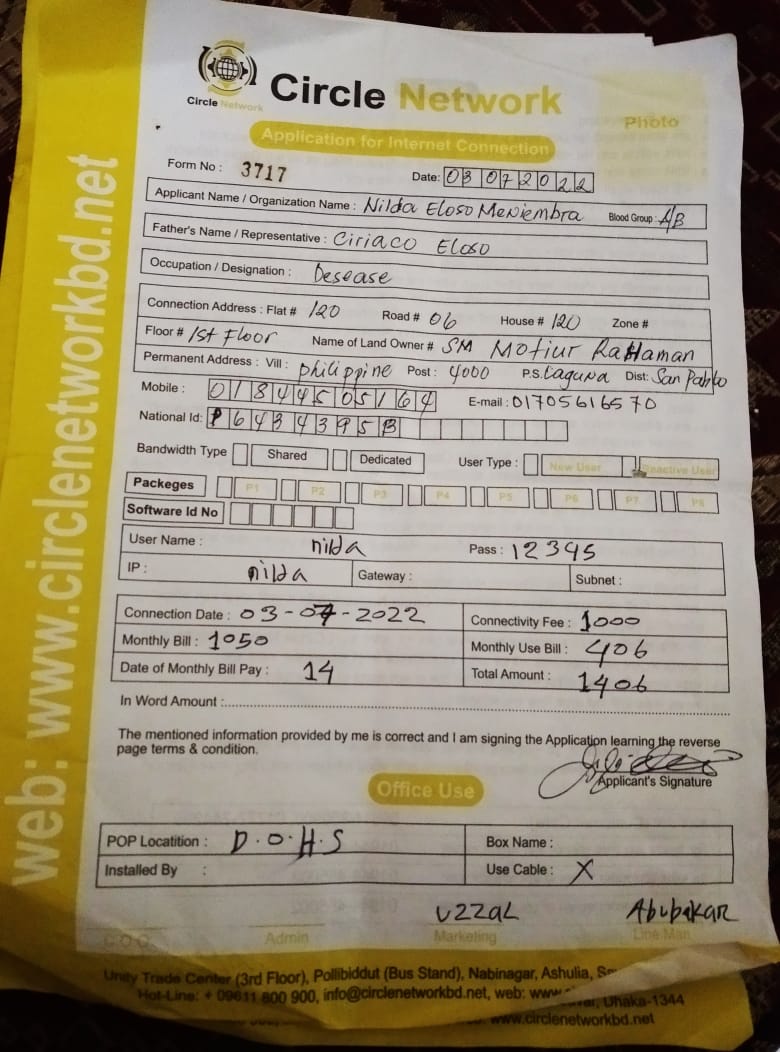 Circle Network
Circle Network
Photo
Application for Internet Connection
Form No : 3717
Date: 03 07 2022
Applicant Name / Organization Name : Nilda Eloso Meniembra Blood Group : A/B
Father's Name / Representative : Ciriaco Eloso
Occupation / Designation : Desease
Connection Address : Flat # 120 Road # 06 House # 120 Zone #
Floor # 1st Floor Name of Land Owner # SM Motiur RaHaman
Permanent Address : Vill : philippine Post : 4000 P.S. Laguna Dist: San Pablo
Mobile : 01844505164 E-mail : 01705616570
National Id: P6434395B
Bandwidth Type Shared Dedicated User Type : New User Reactive User
Packeges P1 P2 P3 P4 P5 P6 P7 P8
Software Id No
User Name : nilda Pass : 12345
IP : nilda Gateway : Subnet :
Connection Date : 03-07-2022 Connectivity Fee : 1000
Monthly Bill : 1050 Monthly Use Bill : 406
Date of Monthly Bill Pay : 14 Total Amount : 1406
In Word Amount :
The mentioned information provided by me is correct and I am signing the Application learning the reverse
page terms & condition.
Applicant's Signature
Office Use
POP Locatition : D.O.H.S Box Name :
Installed By : Use Cable : X
uzzal Abubakar
C.O.O Admin Marketing Line Man
Unity Trade Center (3rd Floor), Pollibiddut (Bus Stand), Nabinagar, Ashulia,
Hot-Line: + 09611 800 900, info@circlenetworkbd.net, web: www
Dhaka-1344
www.circlenetworkbd.net
web: www.circlenetworkbd.net